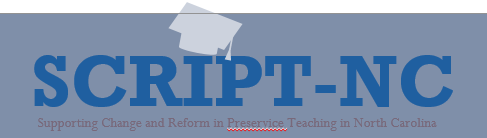 SCRIPT-NC
Supporting Change and Reform in Preservice Teaching in North Carolina